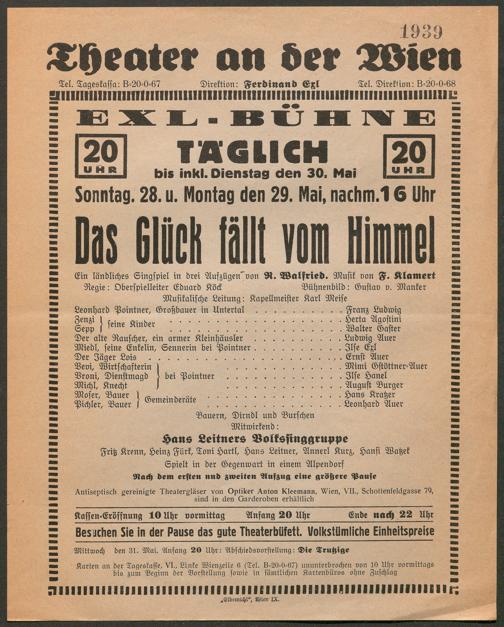 1939
Theater an der Wien
Tel. Tageskassa: B-20-0-67 Direktion: Ferdinand Exl Tel. Direktion: B-20-0-68
EXL-BÜHNE
20 UHR TÄGLICH 20 UHR
bis inkl. Dienstag den 30. Mai
Sonntag. 28. u. Montag den 29. Mai, nachm. 16 Uhr
Das Glück fällt vom Himmel
Ein ländliches Singspiel in drei Aufzügen von R. Walfried. Musik von F. Klamert
Regie: Oberspielleiter Eduard Köck Bühnenbild: Gustav v. Manker
Musikalische Leitung: Kapellmeister Karl Meise
Leonhard Pointner, Großbauer in Untertal . . . Franz Ludwig
Zenzi } seine Kinder . . . Herta Agostini
Sepp } . . . Walter Gaster
Der alte Rauscher, ein armer Kleinhäusler . . . Ludwig Auer
Miedl, seine Enkelin, Sennerin bei Pointner . . . Ilse Exl
Der Jäger Lois . . . Ernst Auer
Vevi, Wirtschafterin } . . . Mimi Gstöttner-Auer
Vroni, Dienstmagd } bei Pointner . . . Ilse Hanel
Michl, Knecht } . . . August Burger
Moser, Bauer } Gemeinderäte . . . Hans Kratzer
Pichler, Bauer } . . . Leonhard Auer
Bauern, Dirndl und Burschen
Mitwirkend:
Hans Leitners Volkssinggruppe
Fritz Krenn, Heinz Fürk, Toni Hartl, Hans Leitner, Annerl Kurz, Hansi Watzek
Spielt in der Gegenwart in einem Alpendorf
Nach dem ersten und zweiten Aufzug eine größere Pause
Antiseptisch gereinigte Theatergläser von Optiker Anton Kleemann, Wien, VII., Schottenfeldgasse 79,
sind in den Garderoben erhältlich
Kassen-Eröffnung 10 Uhr vormittag Anfang 20 Uhr Ende nach 22 Uhr
Besuchen Sie in der Pause das gute Theaterbüfett. Volkstümliche Einheitspreise
Mittwoch den 31. Mai. Anfang 20 Uhr: Abschiedsvorstellung: Die Trutzige
Karten an der Tageskasse, VI., Linke Wienzeile 6 (Tel. B-20-0-67) ununterbrochen von 10 Uhr vormittags
bis zum Beginn der Vorstellung sowie in sämtlichen Kartenbüros ohne Zuschlag
Wien IX.